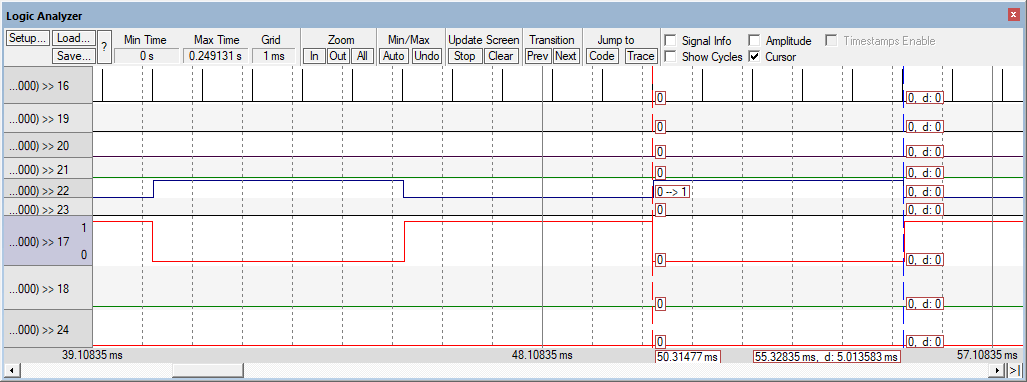 Logic Analyzer
Setup... Load... Save... ? Min Time Max Time Grid Zoom Min/Max Update Screen Transition Jump to Signal Info Amplitude Timestamps Enable
0 s 0.249131 s 1 ms In Out All Auto Undo Stop Clear Prev Next Code Trace Show Cycles Cursor
...000) >> 16 0 0, d: 0
...000) >> 19 0 0, d: 0
...000) >> 20 0 0, d: 0
...000) >> 21 0 0, d: 0
...000) >> 22 0 --> 1 0, d: 0
...000) >> 23 0 0, d: 0
1
...000) >> 17
0 0 0, d: 0
...000) >> 18 0 0, d: 0
...000) >> 24 0 0, d: 0
39.10835 ms 48.10835 ms 50.31477 ms 55.32835 ms, d: 5.013583 ms 57.10835 ms
>|